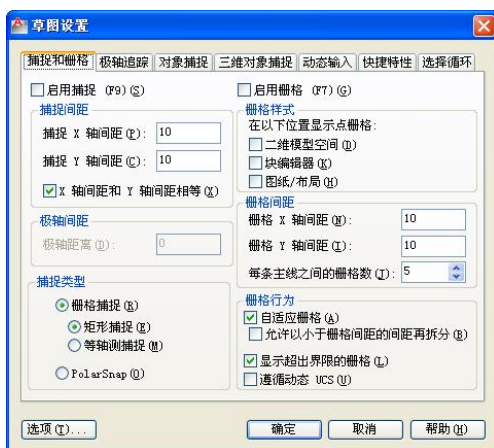 草图设置
捕捉和栅格 极轴追踪 对象捕捉 三维对象捕捉 动态输入 快捷特性 选择循环
启用捕捉 (F9)(S)
捕捉间距
捕捉 X 轴间距(P): 10
捕捉 Y 轴间距(C): 10
X 轴间距和 Y 轴间距相等(X)
极轴间距
极轴距离(D): 0
捕捉类型
栅格捕捉(R)
矩形捕捉(E)
等轴测捕捉(M)
PolarSnap(O)
启用栅格 (F7)(G)
栅格样式
在以下位置显示点栅格:
二维模型空间(D)
块编辑器(K)
图纸/布局(H)
栅格间距
栅格 X 轴间距(N): 10
栅格 Y 轴间距(I): 10
每条主线之间的栅格数(J): 5
栅格行为
自适应栅格(A)
允许以小于栅格间距的间距再拆分(B)
显示超出界限的栅格(L)
遵循动态 UCS(U)
选项(T)... 确定 取消 帮助(H)